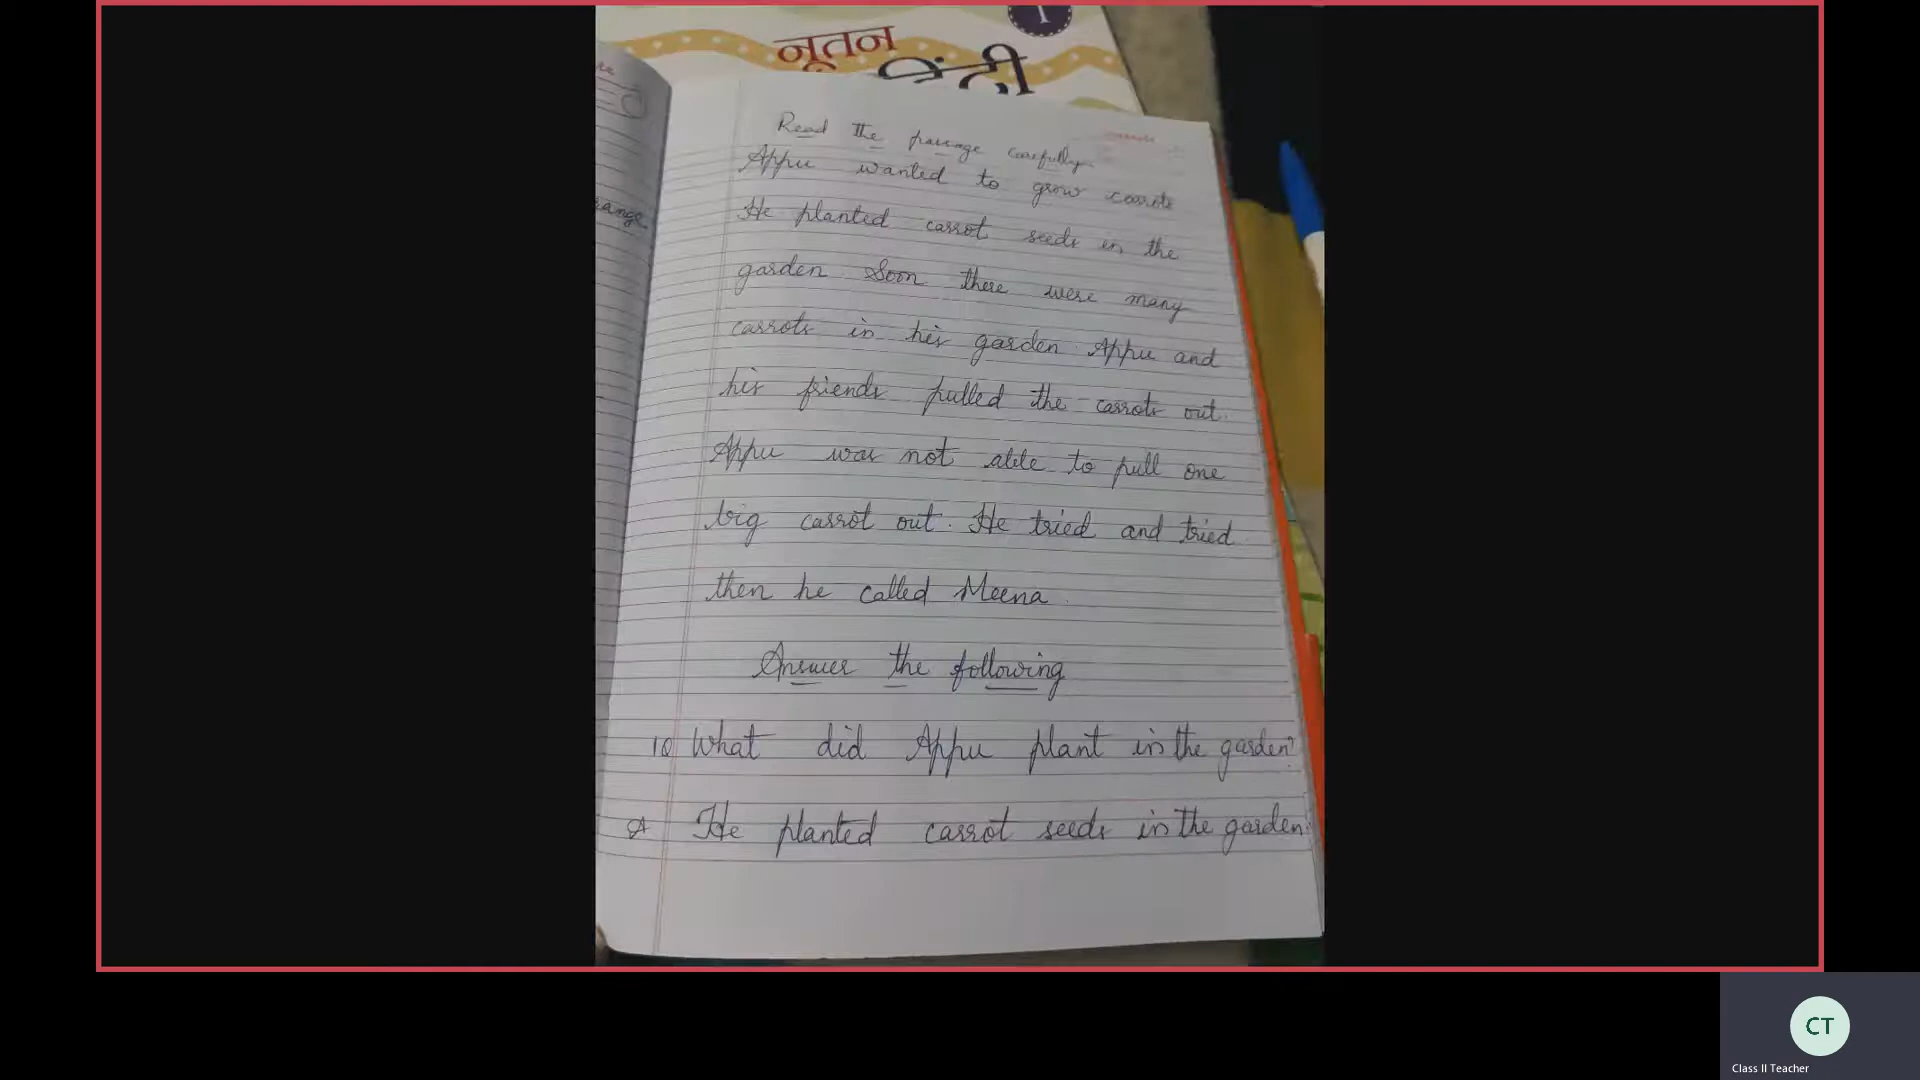 1
नूतन
हिंदी
range
Read the passage carefully
Appu wanted to grow carrots
He planted carrot seeds in the
garden Soon there were many
carrots in his garden. Appu and
his friends pulled the carrots out.
Appu was not able to pull one
big carrot out. He tried and tried
then he called Meena.
Answer the following
1Q What did Appu plant in the garden?
A He planted carrot seeds in the garden.
CT
Class II Teacher